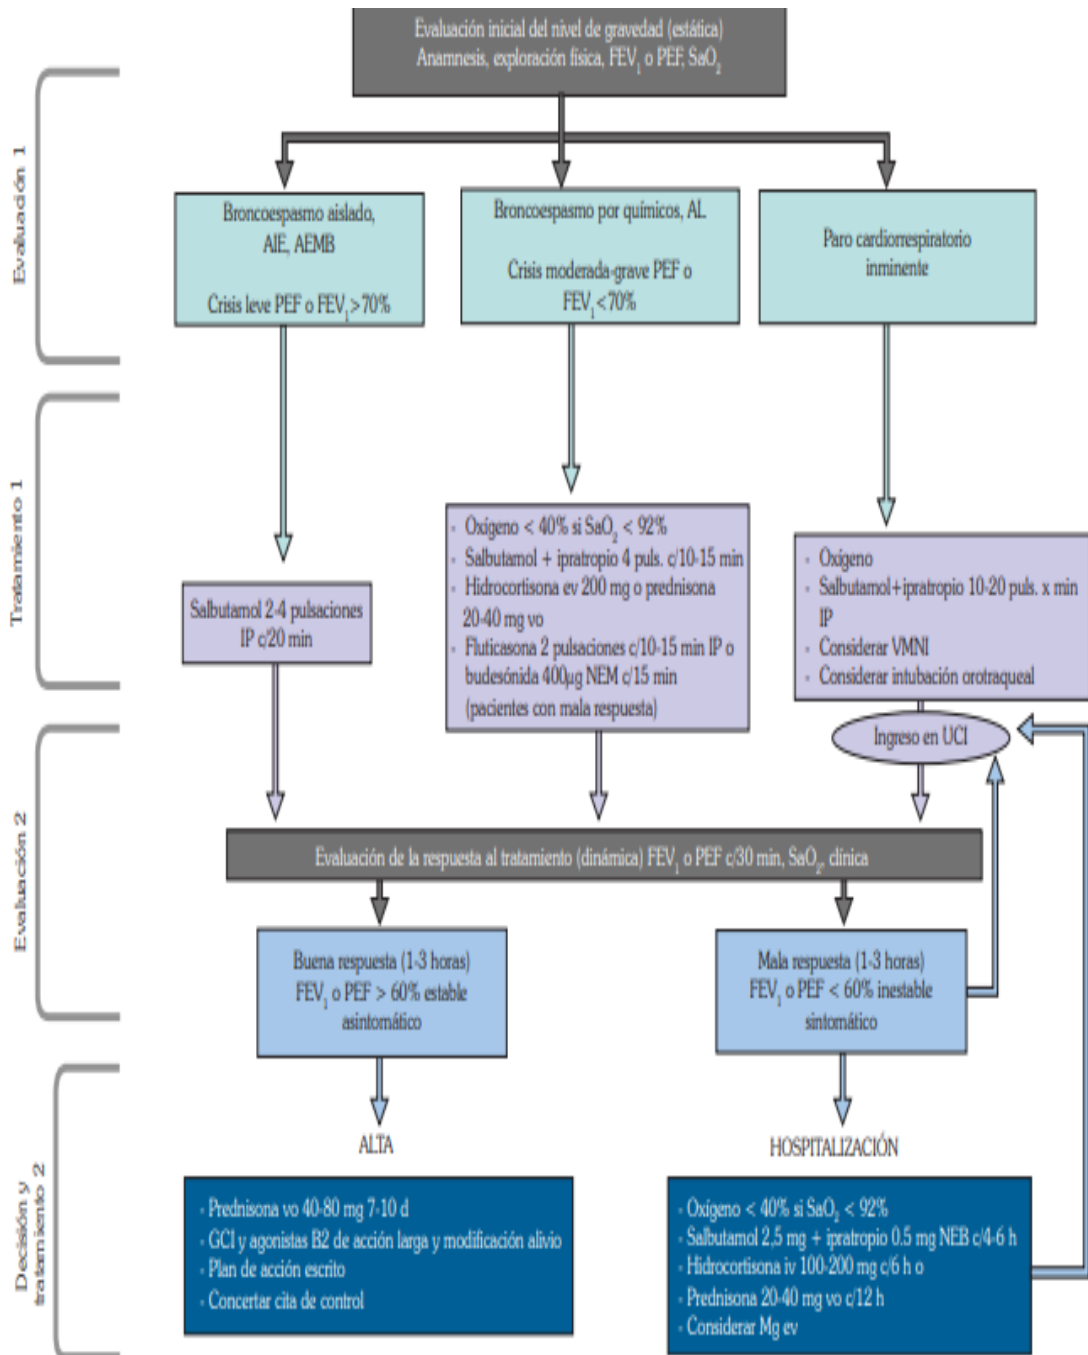 Evaluación inicial del nivel de gravedad (estática)
Anamnesis, exploración física, FEV₁ o PEF, SaO₂
Evaluación 1
Broncoespasmo aislado,
AIE, AEMB
Crisis leve PEF o FEV₁>70%
Broncoespasmo por químicos, AL
Crisis moderada-grave PEF o
FEV₁<70%
Paro cardiorrespiratorio
inminente
Tratamiento 1
Salbutamol 2-4 pulsaciones
IP c/20 min
- Oxígeno < 40% si SaO₂ < 92%
- Salbutamol + ipratropio 4 puls. c/10-15 min
- Hidrocortisona ev 200 mg o prednisona
20-40 mg vo
- Fluticasona 2 pulsaciones c/10-15 min IP o
budesónida 400µg NEM c/15 min
(pacientes con mala respuesta)
- Oxígeno
- Salbutamol+ipratropio 10-20 puls. x min
IP
- Considerar VMNI
- Considerar intubación orotraqueal
Ingreso en UCI
Evaluación 2
Evaluación de la respuesta al tratamiento (dinámica) FEV₁ o PEF c/30 min, SaO₂, clínica
Buena respuesta (1-3 horas)
FEV₁ o PEF > 60% estable
asintomático
Mala respuesta (1-3 horas)
FEV₁ o PEF < 60% inestable
sintomático
Decisión y
tratamiento 2
ALTA
- Prednisona vo 40-80 mg 7-10 d
- GCI y agonistas B2 de acción larga y modificación alivio
- Plan de acción escrito
- Concertar cita de control
HOSPITALIZACIÓN
- Oxígeno < 40% si SaO₂ < 92%
- Salbutamol 2,5 mg + ipratropio 0.5 mg NEB c/4-6 h
- Hidrocortisona iv 100-200 mg c/6 h o
- Prednisona 20-40 mg vo c/12 h
- Considerar Mg ev